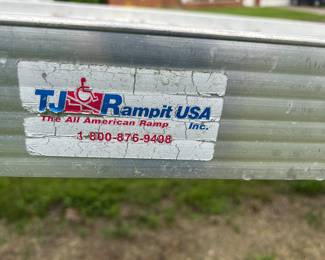 TJ Rampit USA
Inc.
The All American Ramp
1-800-876-9408